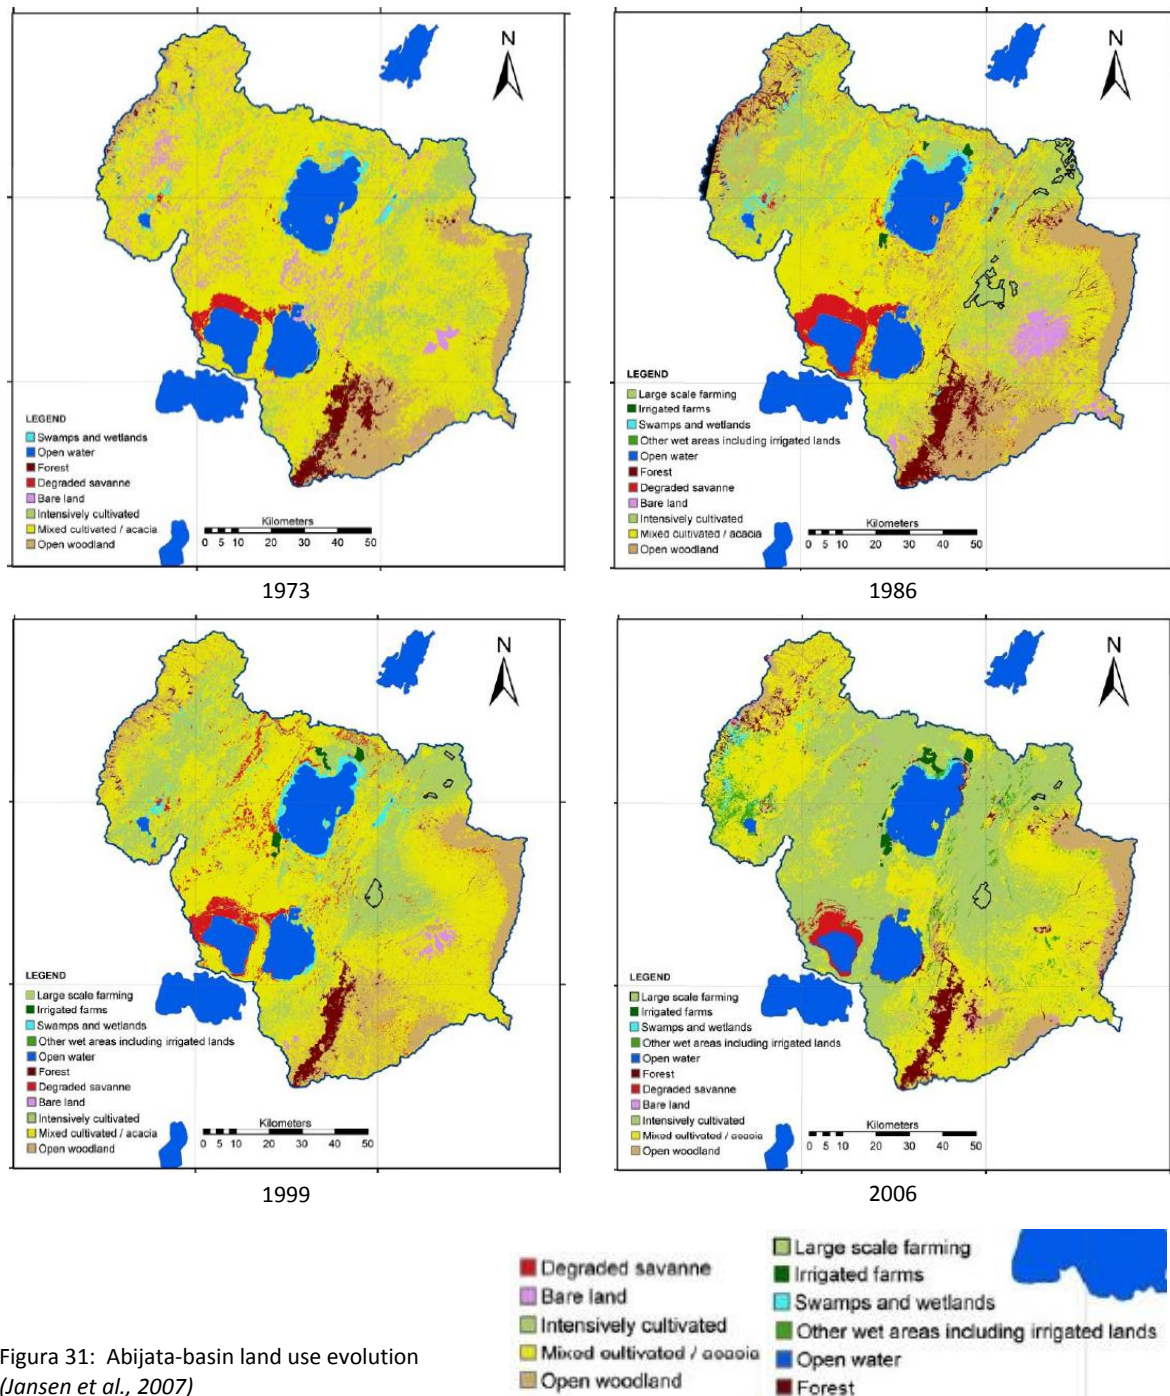 N
LEGEND
Swamps and wetlands
Open water
Forest
Degraded savanne
Bare land
Intensively cultivated
Mixed cultivated / acacia
Open woodland
Kilometers
0 5 10 20 30 40 50
1973
N
LEGEND
Large scale farming
Irrigated farms
Swamps and wetlands
Other wet areas including irrigated lands
Open water
Forest
Degraded savanne
Bare land
Intensively cultivated
Mixed cultivated / acacia
Open woodland
Kilometers
0 5 10 20 30 40 50
1986
N
LEGEND
Large scale farming
Irrigated farms
Swamps and wetlands
Other wet areas including irrigated lands
Open water
Forest
Degraded savanne
Bare land
Intensively cultivated
Mixed cultivated / acacia
Open woodland
Kilometers
0 5 10 20 30 40 50
1999
N
LEGEND
Large scale farming
Irrigated farms
Swamps and wetlands
Other wet areas including irrigated lands
Open water
Forest
Degraded savanne
Bare land
Intensively cultivated
Mixed cultivated / acacia
Open woodland
Kilometers
0 5 10 20 30 40 50
2006
Degraded savanne
Bare land
Intensively cultivated
Mixed cultivated / acacia
Open woodland
Large scale farming
Irrigated farms
Swamps and wetlands
Other wet areas including irrigated lands
Open water
Forest
Figura 31: Abijata-basin land use evolution
(Jansen et al., 2007)